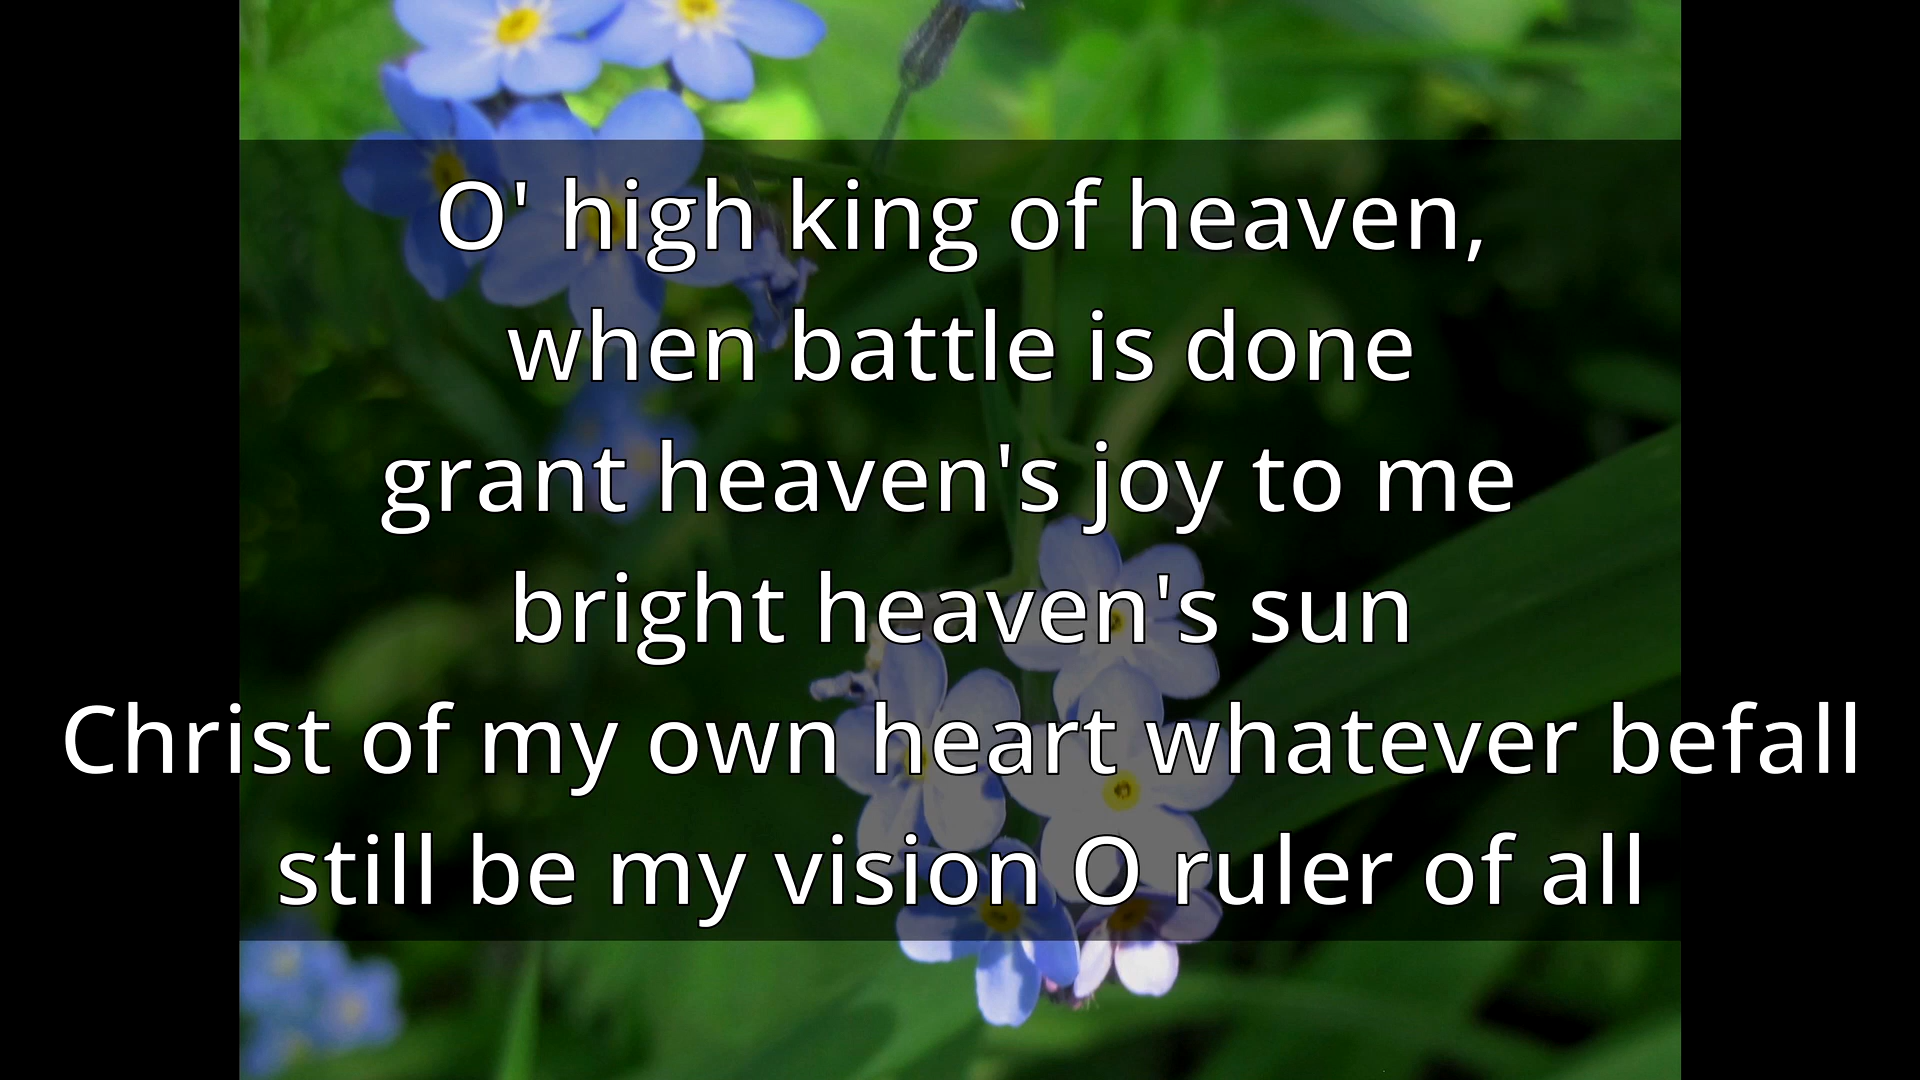 O' high king of heaven,
when battle is done
grant heaven's joy to me
bright heaven's sun
Christ of my own heart whatever befall
still be my vision O ruler of all